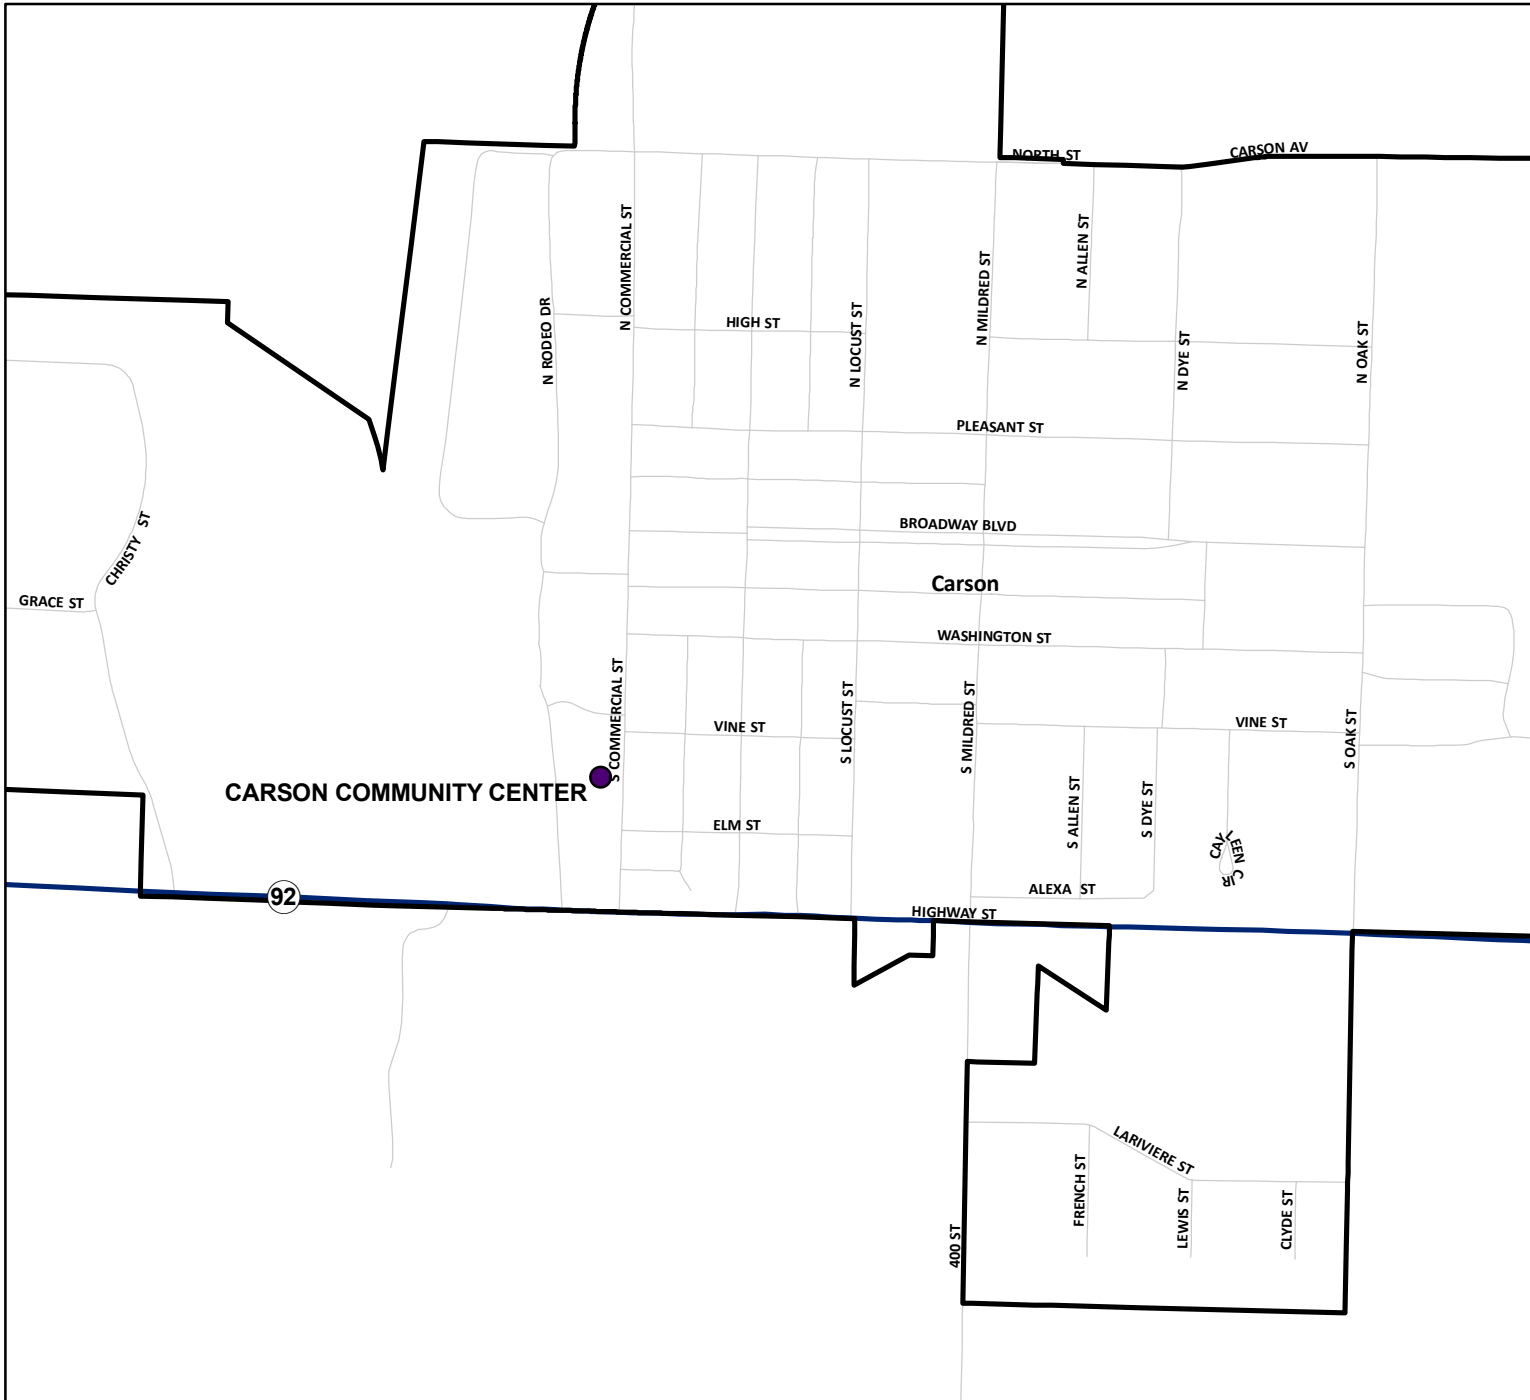 NORTH ST
CARSON AV
N COMMERCIAL ST
N ALLEN ST
N MILDRED ST
N RODEO DR
N LOCUST ST
HIGH ST
N DYE ST
N OAK ST
PLEASANT ST
CHRISTY ST
BROADWAY BLVD
Carson
GRACE ST
WASHINGTON ST
S COMMERCIAL ST
S LOCUST ST
S MILDRED ST
VINE ST
VINE ST
S OAK ST
CARSON COMMUNITY CENTER
S ALLEN ST
S DYE ST
ELM ST
CAYLEEN CIR
ALEXA ST
92
HIGHWAY ST
LARIVIERE ST
FRENCH ST
LEWIS ST
CLYDE ST
400 ST